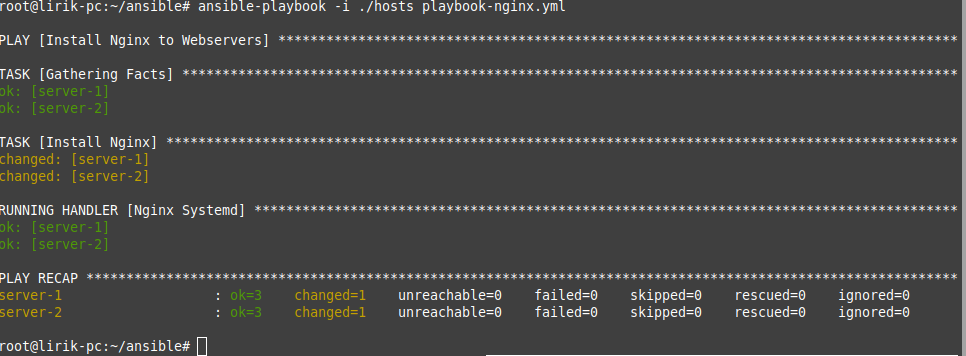 root@lirik-pc:~/ansible# ansible-playbook -i ./hosts playbook-nginx.yml
PLAY [Install Nginx to Webservers] *************************************************************************************
TASK [Gathering Facts] *************************************************************************************************
ok: [server-1]
ok: [server-2]
TASK [Install Nginx] ***************************************************************************************************
changed: [server-1]
changed: [server-2]
RUNNING HANDLER [Nginx Systemd] ****************************************************************************************
ok: [server-1]
ok: [server-2]
PLAY RECAP *************************************************************************************************************
server-1                   : ok=3    changed=1    unreachable=0    failed=0    skipped=0    rescued=0    ignored=0
server-2                   : ok=3    changed=1    unreachable=0    failed=0    skipped=0    rescued=0    ignored=0
root@lirik-pc:~/ansible#